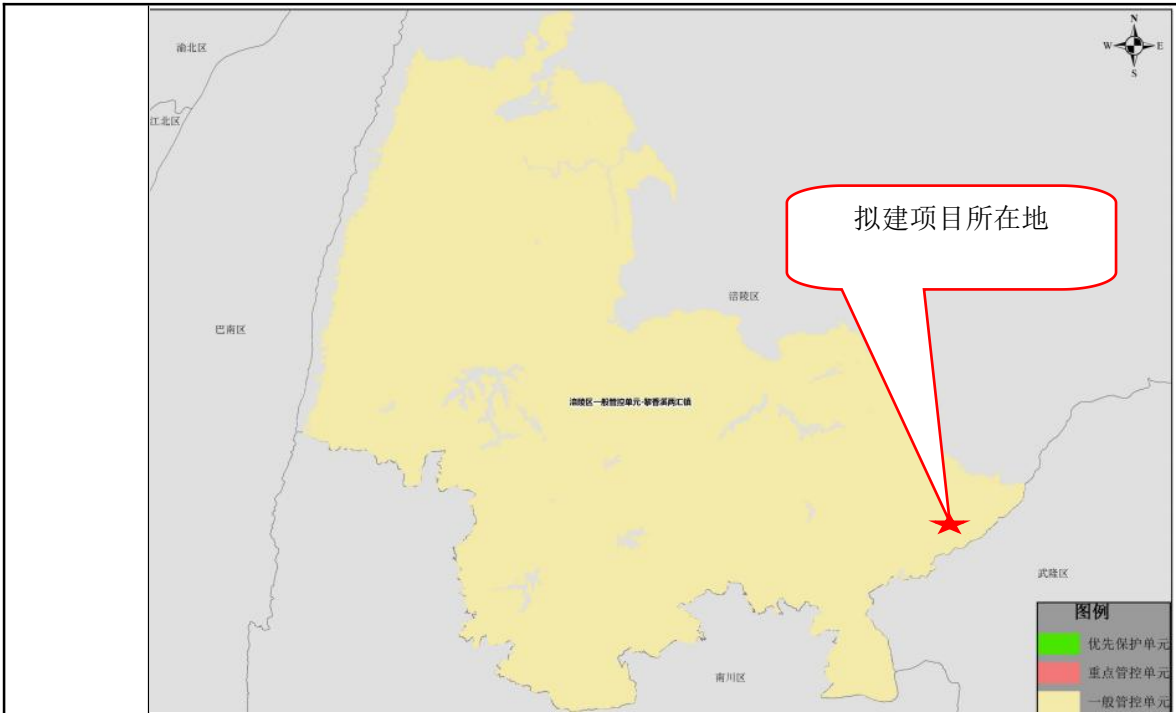 N
渝北区
W
E
S
江北区
拟建项目所在地
涪陵区
巴南区
涪陵区一般管控单元-黎香溪两汇镇
武隆区
图例
优先保护单元
南川区
重点管控单元
一般管控单元